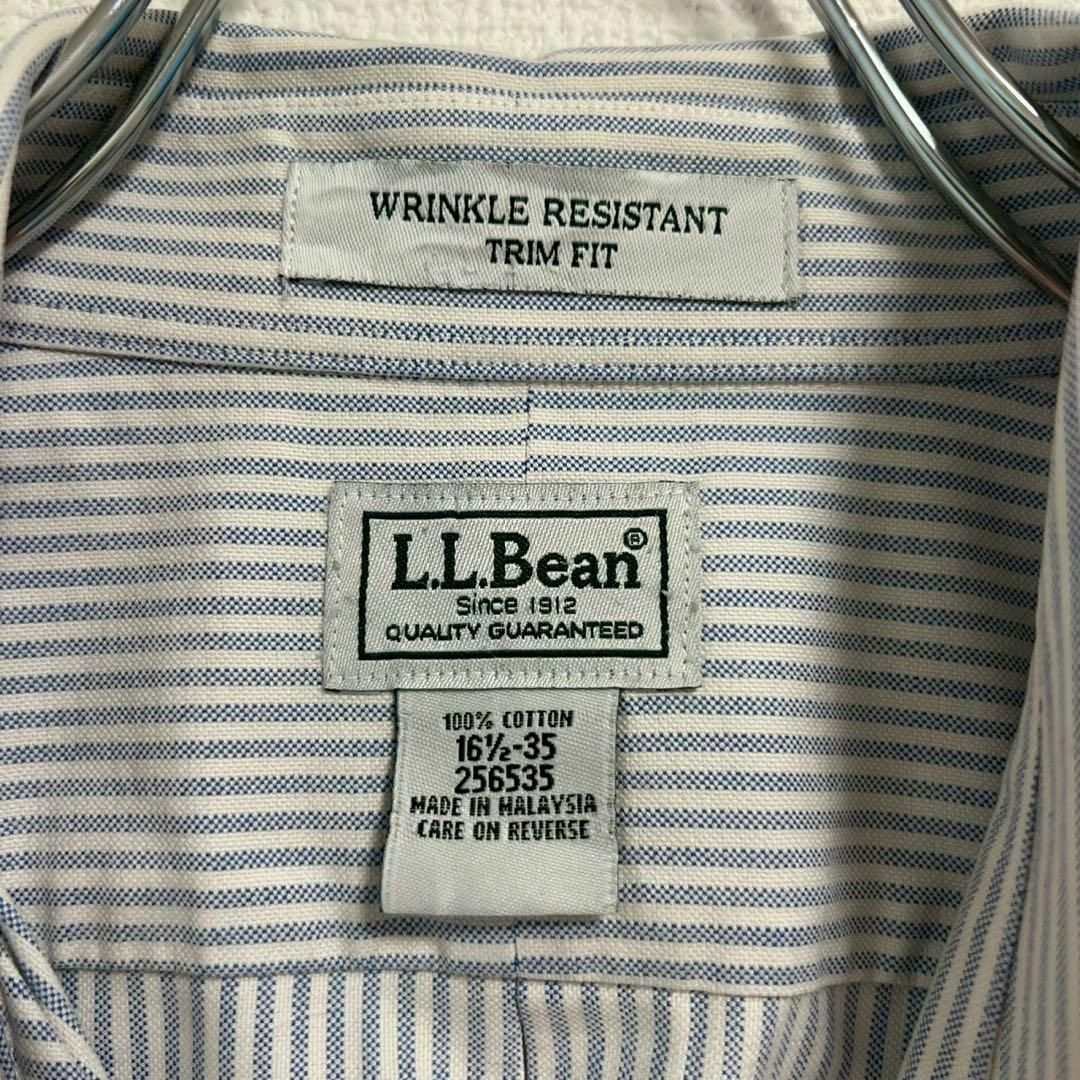 WRINKLE RESISTANT
TRIM FIT
L.L.Bean®
Since 1912
QUALITY GUARANTEED
100% COTTON
16½-35
256535
MADE IN MALAYSIA
CARE ON REVERSE